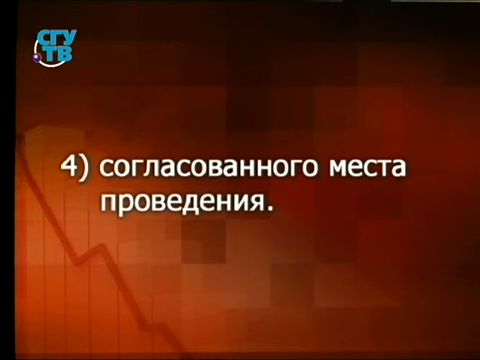 СГУ
ТВ
4) согласованного места
проведения.